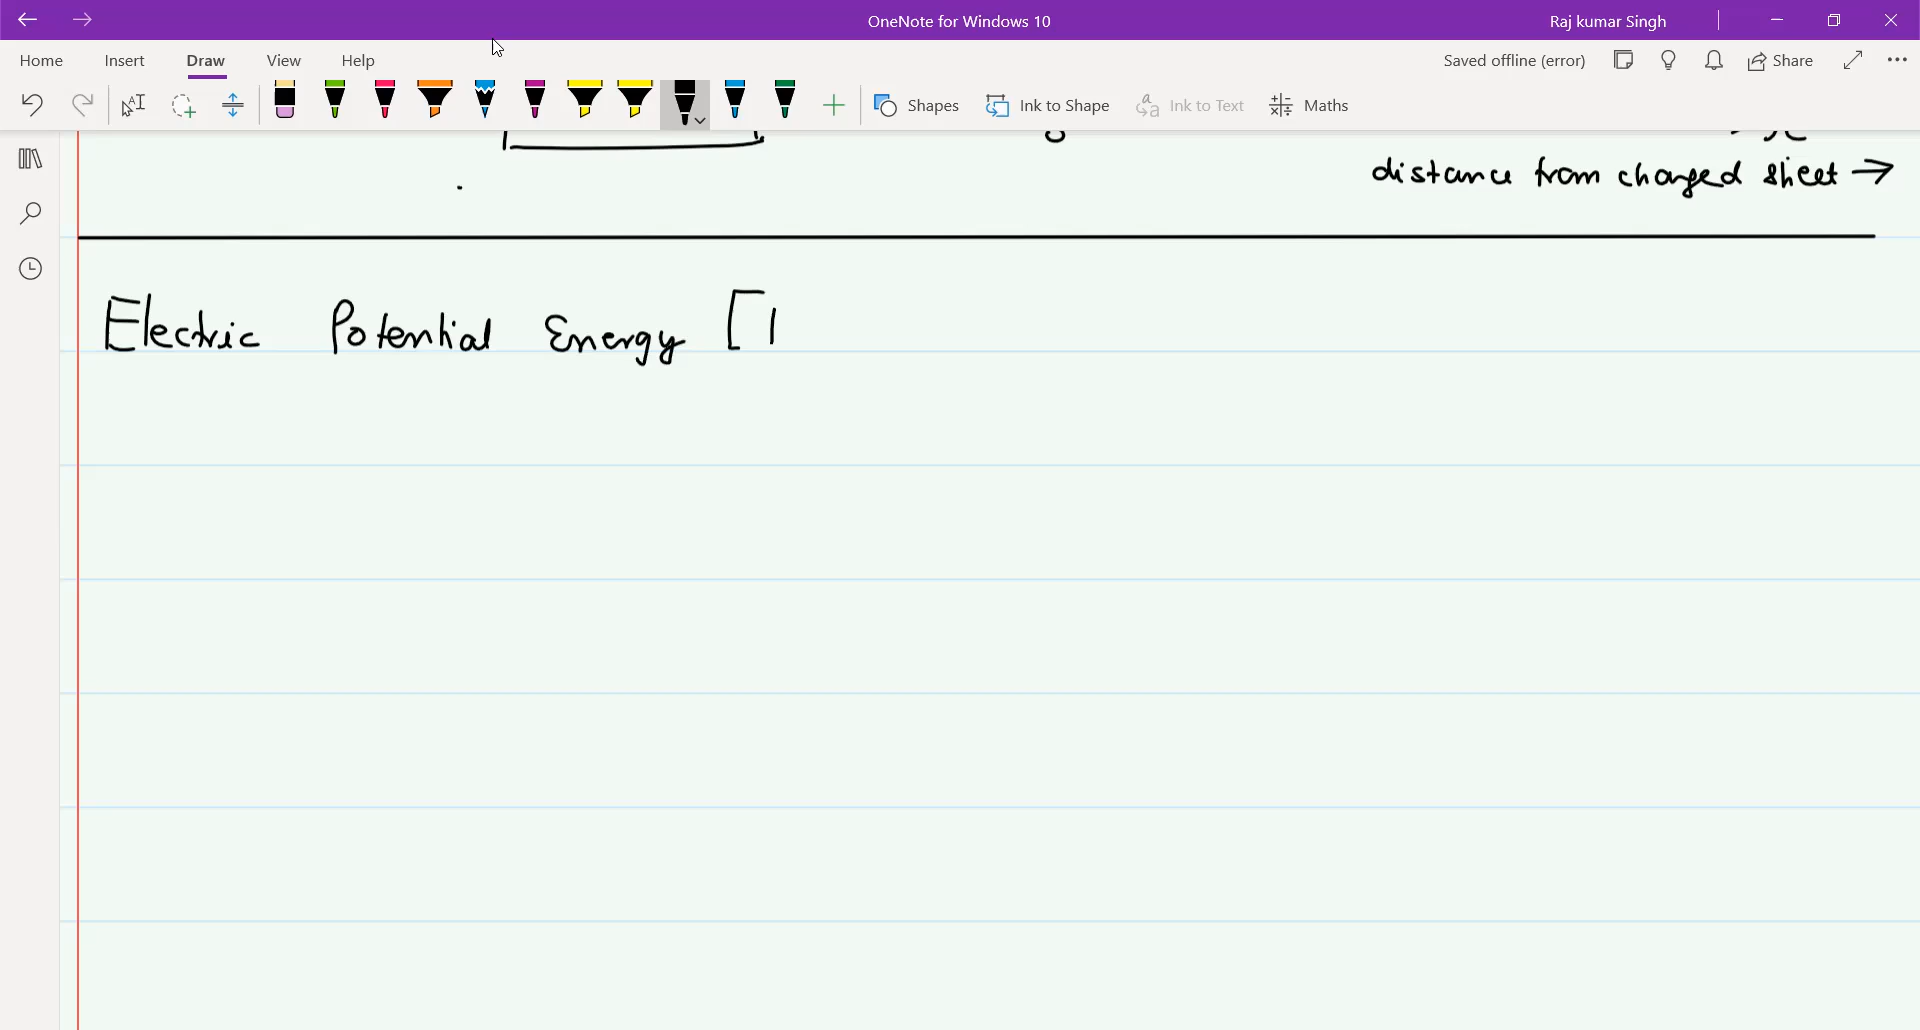 OneNote for Windows 10
Raj kumar Singh
Home Insert Draw View Help
Saved offline (error)
Share
Shapes
Ink to Shape
Ink to Text
Maths
distance from charged sheet →
Electric Potential Energy [